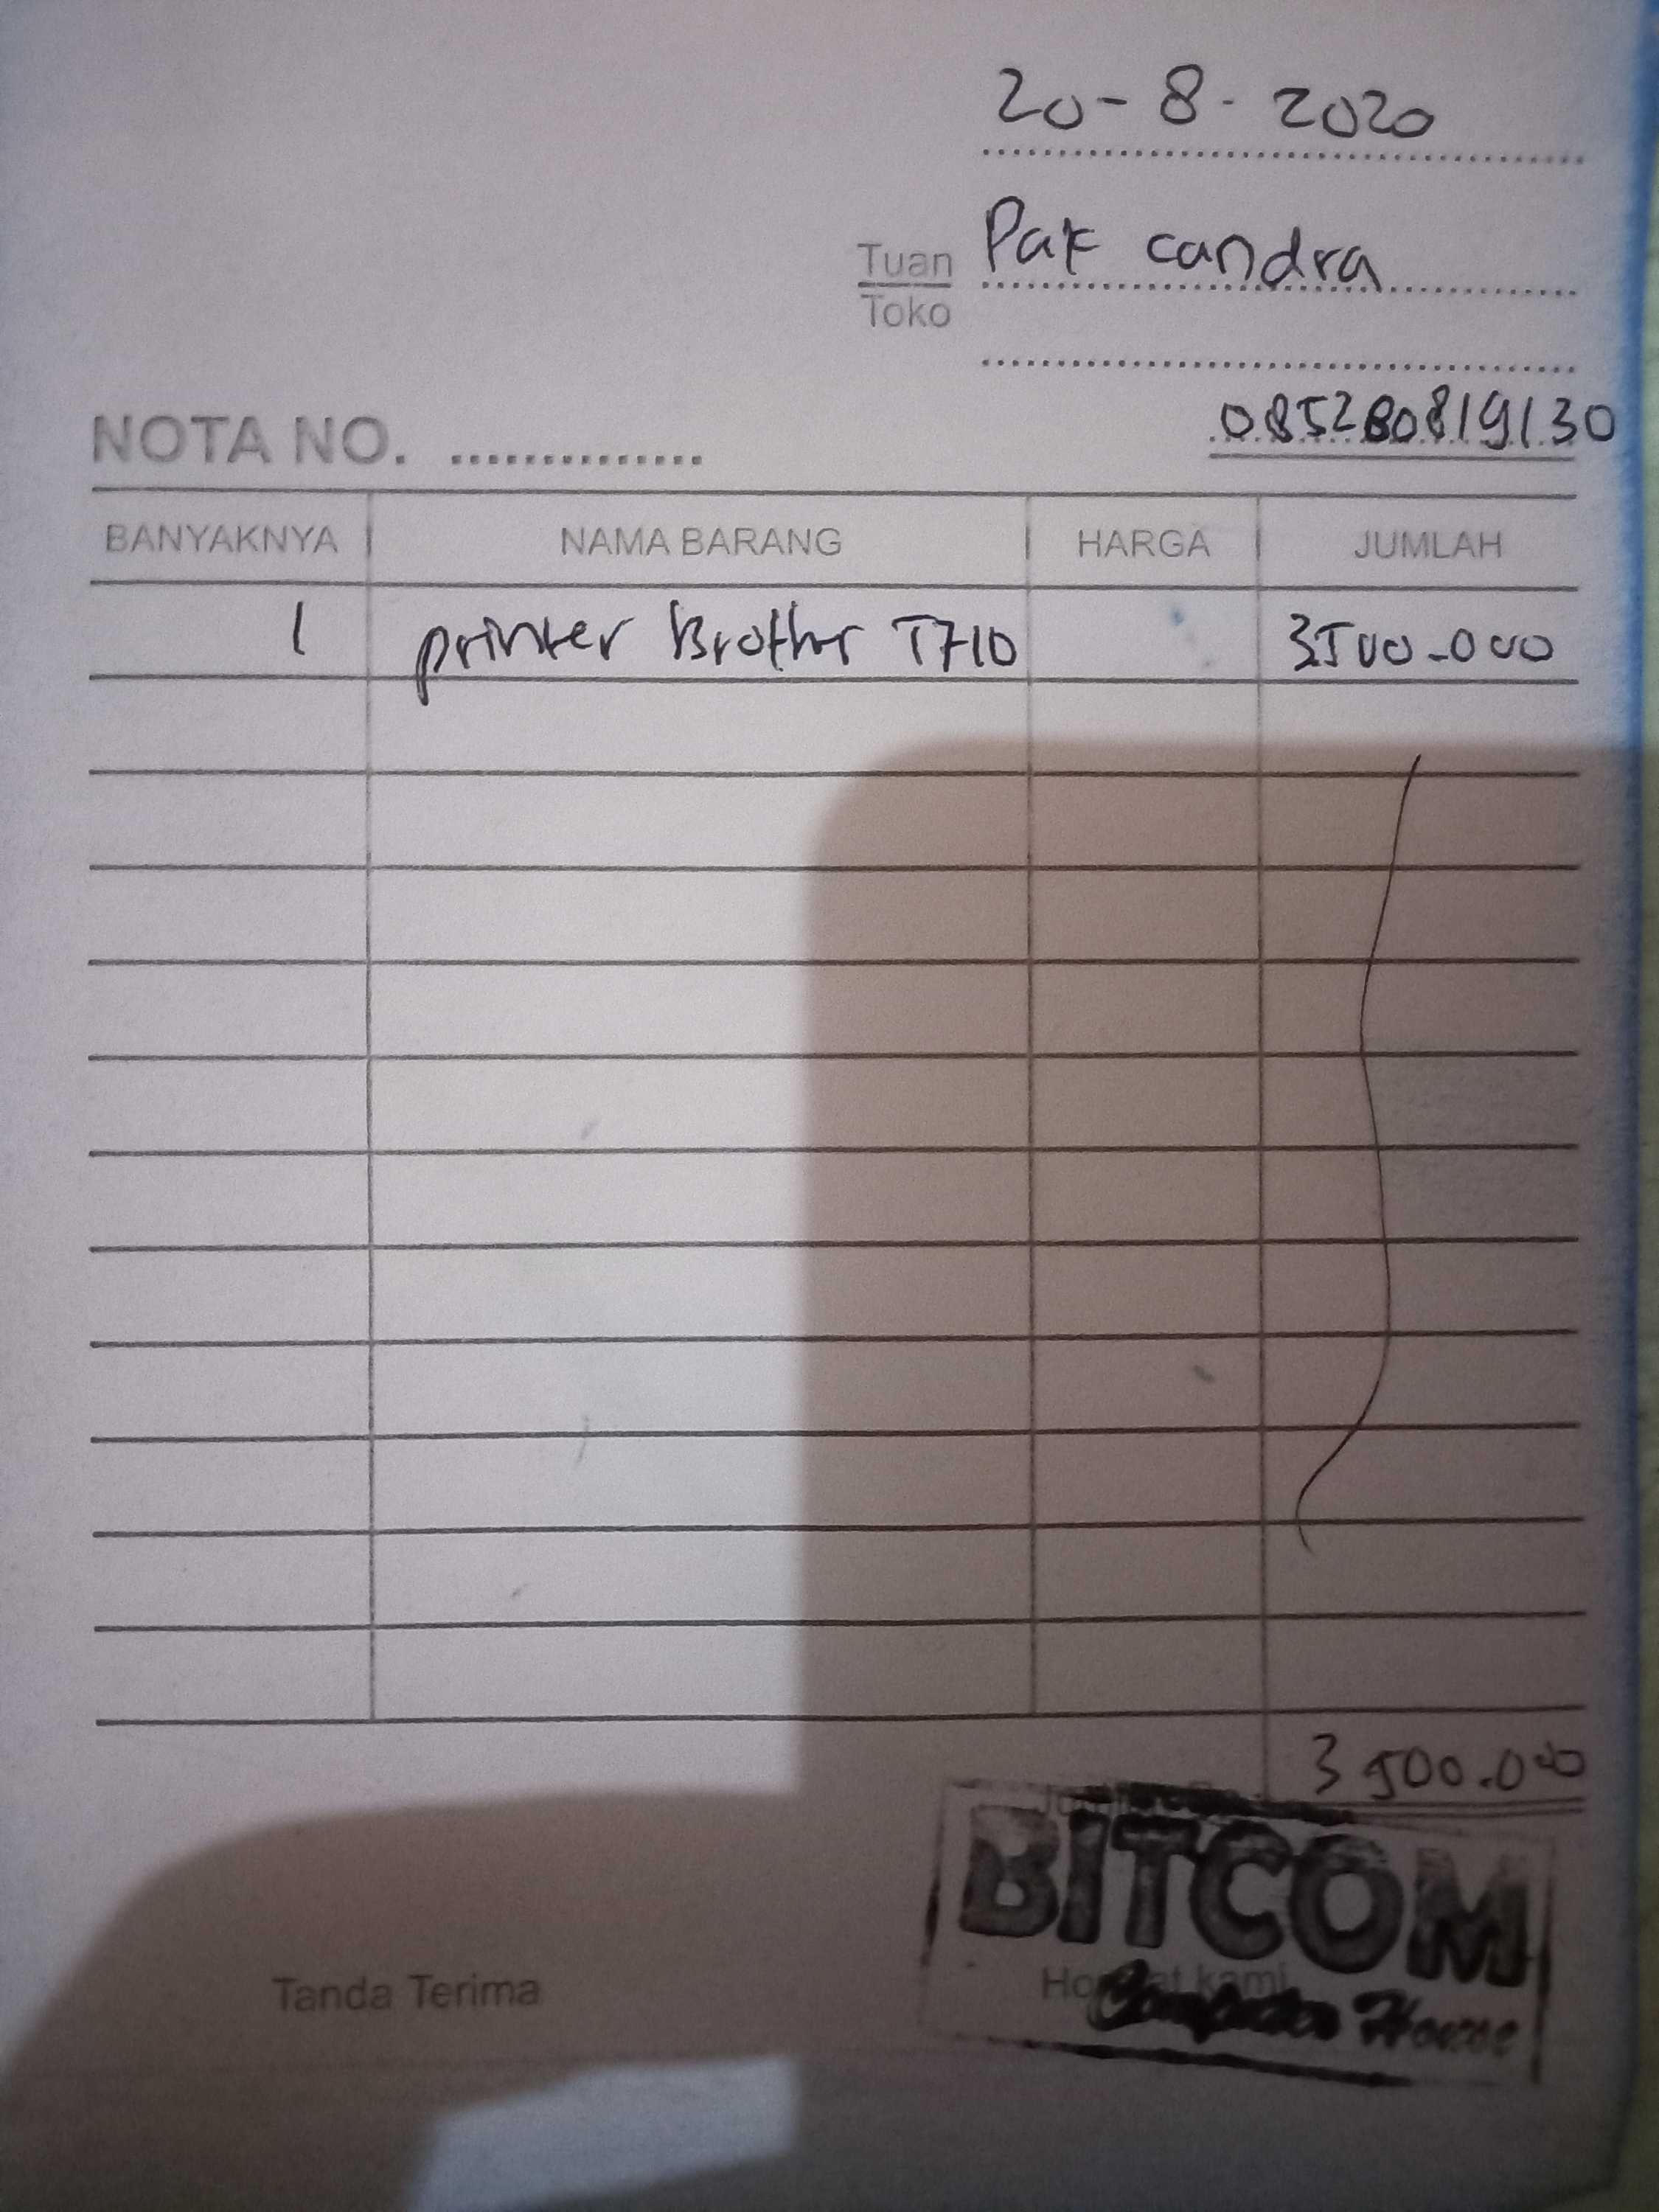 20-8-2020
Tuan Pak candra
Toko
NOTA NO. .............. 085280819130
BANYAKNYA NAMA BARANG HARGA JUMLAH
1 printer Brother T710 3500.000
3500.000
BITCOM
Tanda Terima Hormat kami
Computer House